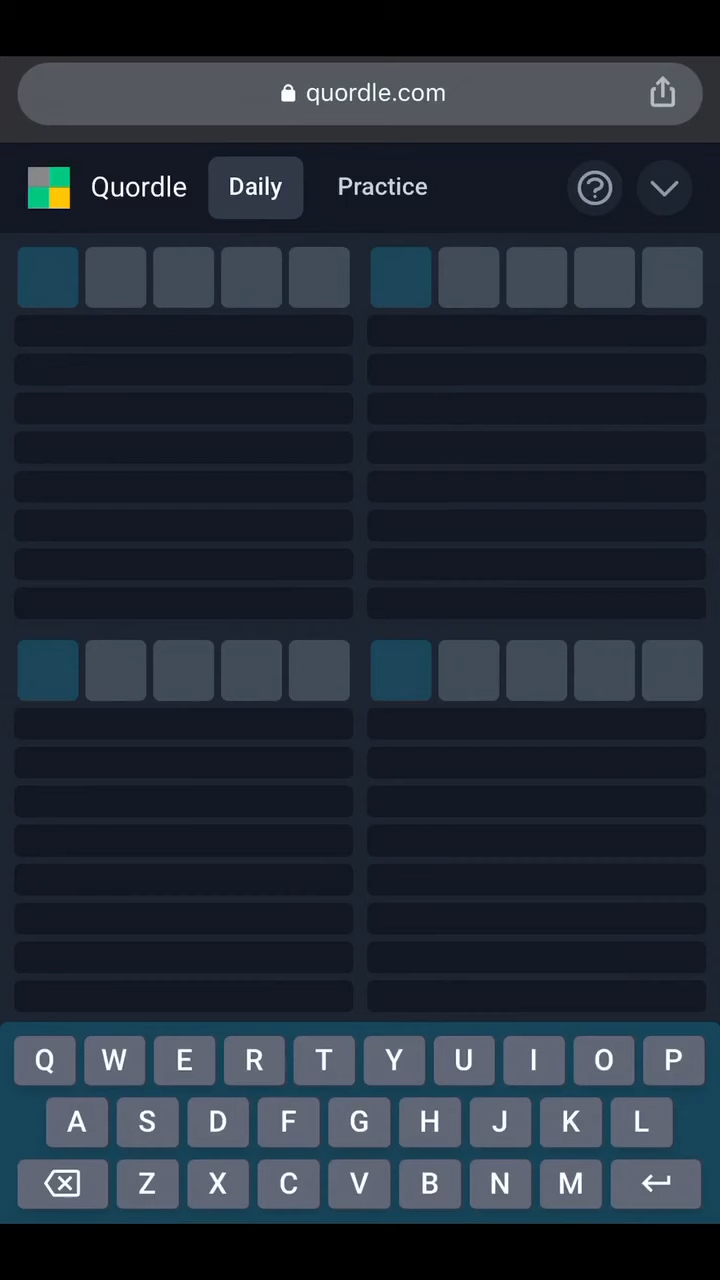 quordle.com
Quordle Daily Practice ?
Q W E R T Y U I O P
A S D F G H J K L
Z X C V B N M